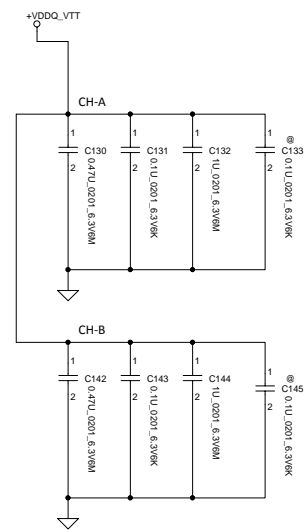 +VDDQ_VTT
CH-A
1
C130
2
0.47U_0201_6.3V6M
1
C131
2
0.1U_0201_6.3V6K
1
C132
2
1U_0201_6.3V6M
@
1
C133
2
0.1U_0201_6.3V6K
CH-B
1
C142
2
0.47U_0201_6.3V6M
1
C143
2
0.1U_0201_6.3V6K
1
C144
2
1U_0201_6.3V6M
@
1
C145
2
0.1U_0201_6.3V6K